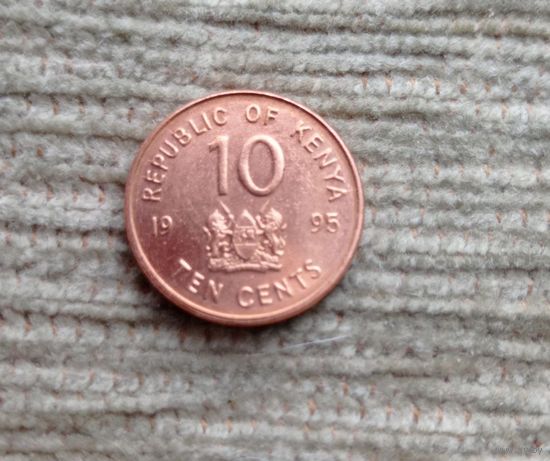 REPUBLIC OF KENYA
10
19 95
TEN CENTS